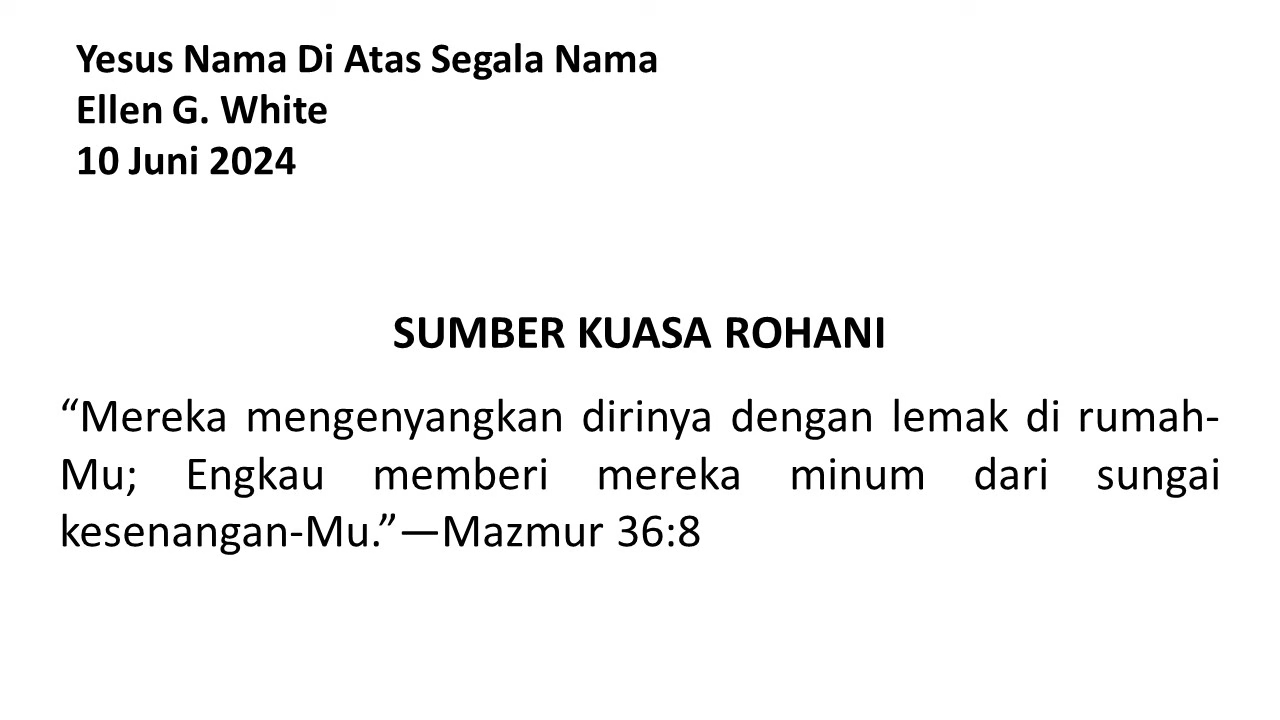 Yesus Nama Di Atas Segala Nama
Ellen G. White
10 Juni 2024
SUMBER KUASA ROHANI
“Mereka mengenyangkan dirinya dengan lemak di rumah-
Mu; Engkau memberi mereka minum dari sungai
kesenangan-Mu.”—Mazmur 36:8